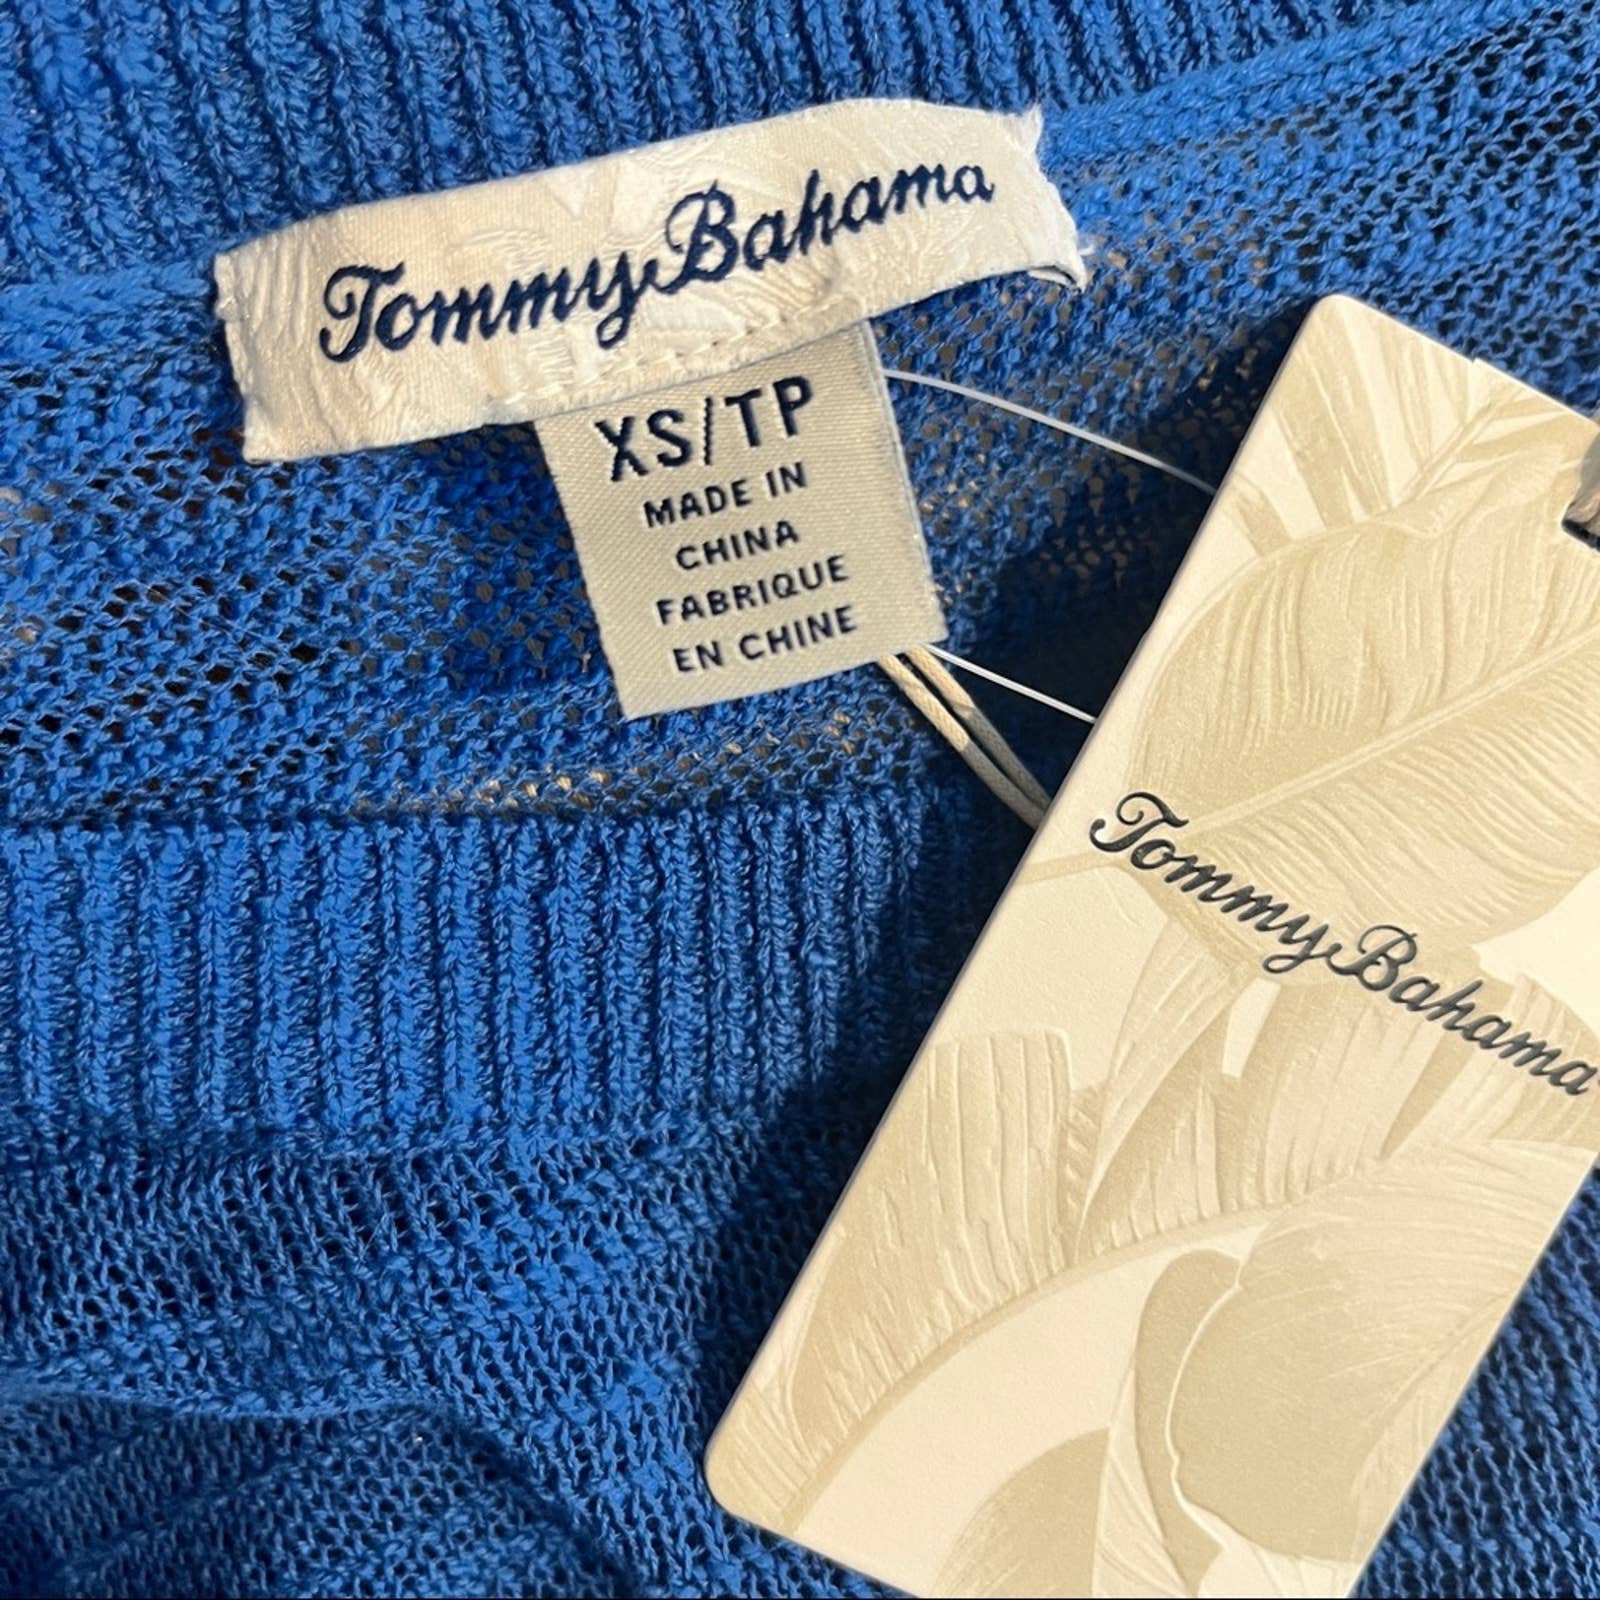 Tommy Bahama
XS/TP
MADE IN
CHINA
FABRIQUE
EN CHINE
Tommy Bahama